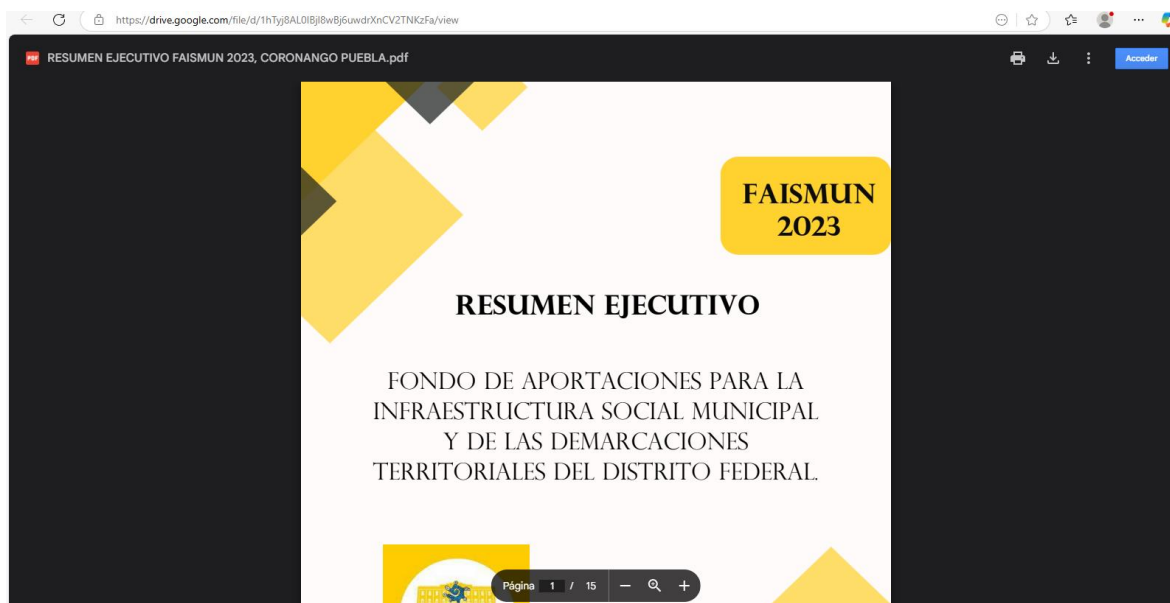 https://drive.google.com/file/d/1hTyj8AL0IBjI8wBj6uwdrXnCV2TNKzFa/view
PDF RESUMEN EJECUTIVO FAISMUN 2023, CORONANGO PUEBLA.pdf
Acceder
FAISMUN
2023
RESUMEN EJECUTIVO
FONDO DE APORTACIONES PARA LA
INFRAESTRUCTURA SOCIAL MUNICIPAL
Y DE LAS DEMARCACIONES
TERRITORIALES DEL DISTRITO FEDERAL.
Página 1 / 15